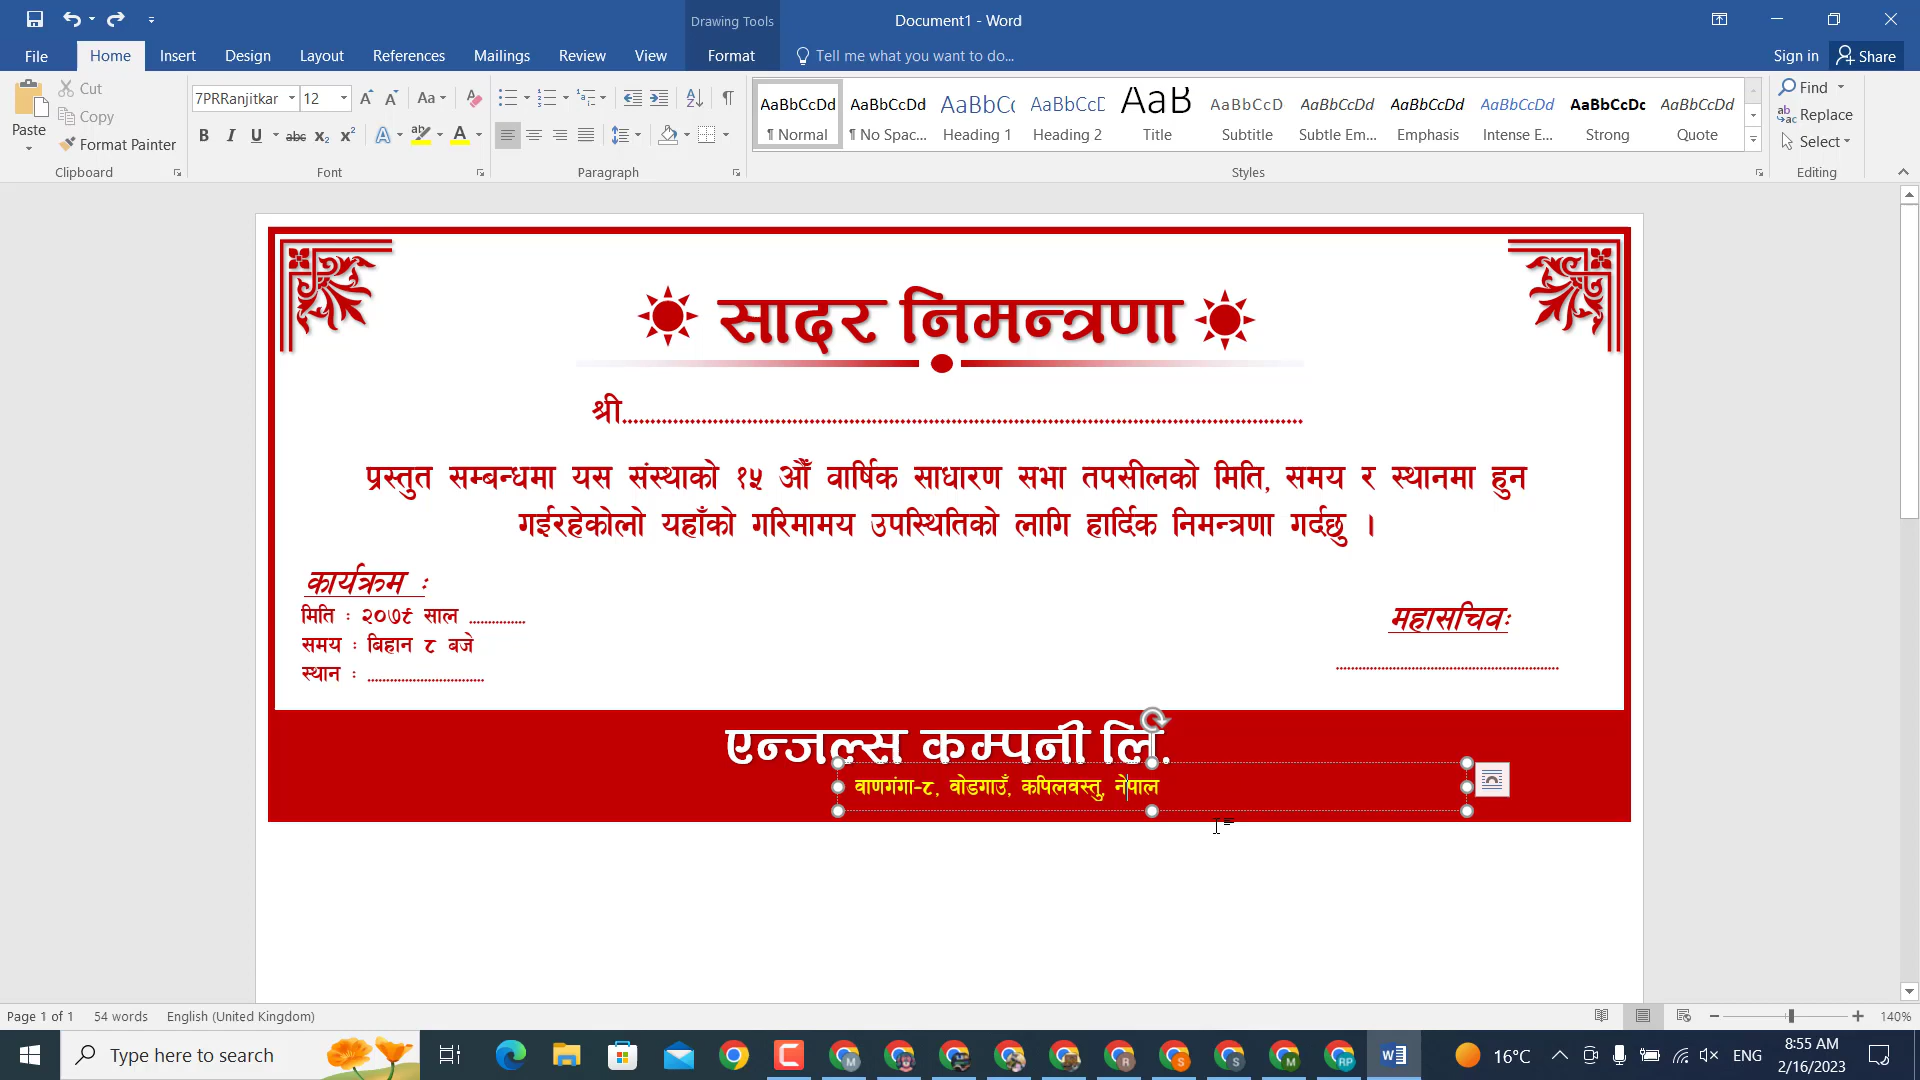 Drawing Tools
Document1 - Word
File Home Insert Design Layout References Mailings Review View Format Tell me what you want to do... Sign in Share
Paste
Cut
Copy
Format Painter
Clipboard
7PRRanjitkar 12
Font
Paragraph
AaBbCcDd AaBbCcDd AaBbCc AaBbCcD AaB AaBbCcD AaBbCcDd AaBbCcDd AaBbCcDd AaBbCcDc AaBbCcDd
¶ Normal ¶ No Spac... Heading 1 Heading 2 Title Subtitle Subtle Em... Emphasis Intense E... Strong Quote
Styles
Find
Replace
Select
Editing
सादर निमन्त्रणा
श्री........................................................................................................................
प्रस्तुत सम्बन्धमा यस संस्थाको १५ औँ वार्षिक साधारण सभा तपसीलको मिति, समय र स्थानमा हुन
गईरहेकोलो यहाँको गरिमामय उपस्थितिको लागि हार्दिक निमन्त्रणा गर्दछु ।
कार्यक्रम :
मिति : २०७९ साल ...............
समय : बिहान ८ बजे
स्थान : ...............................
महासचिवः
............................................................
एन्जल्स कम्पनी लि.
वाणगंगा-८, वोडगाउँ, कपिलवस्तु, नेपाल
Page 1 of 1 54 words English (United Kingdom) 140%
Type here to search
16°C ENG
8:55 AM
2/16/2023